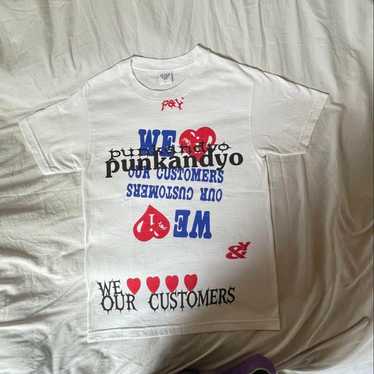 p&y
WE ♥
punkandyo
punkandyo
OUR CUSTOMERS
OUR CUSTOMERS
WE ♥
&y
WE ♥♥♥♥
OUR CUSTOMERS